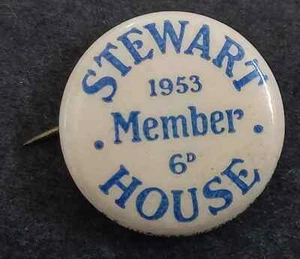 STEWART
1953
· Member ·
6D
HOUSE